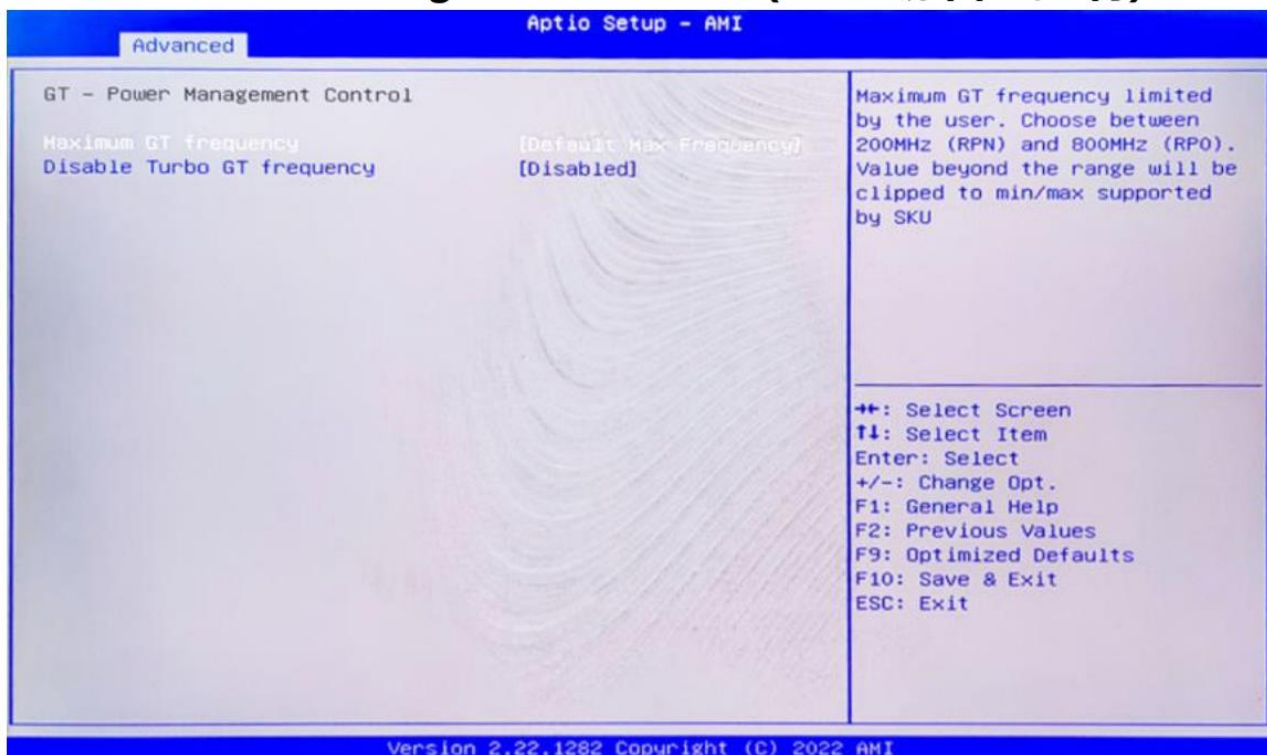 Aptio Setup - AMI
Advanced
GT - Power Management Control
Maximum GT frequency [Default Max Frequency]
Disable Turbo GT frequency [Disabled]
Maximum GT frequency limited
by the user. Choose between
200MHz (RPN) and 800MHz (RP0).
Value beyond the range will be
clipped to min/max supported
by SKU
→←: Select Screen
↑↓: Select Item
Enter: Select
+/-: Change Opt.
F1: General Help
F2: Previous Values
F9: Optimized Defaults
F10: Save & Exit
ESC: Exit
Version 2.22.1282 Copyright (C) 2022 AMI